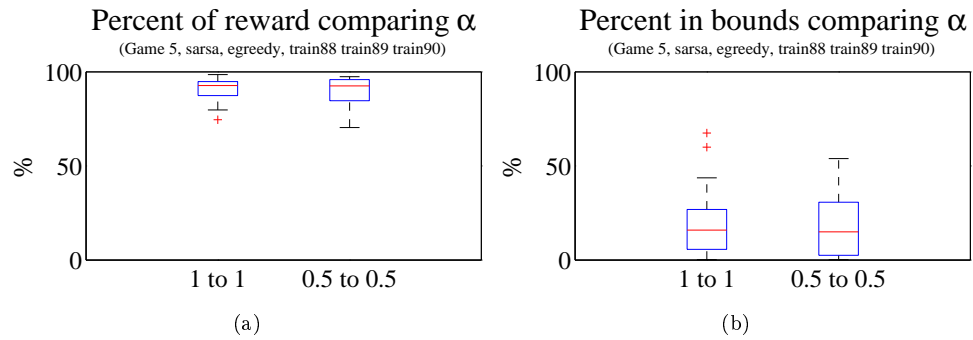 Percent of reward comparing α
(Game 5, sarsa, egreedy, train88 train89 train90)
100
50
0
%
1 to 1
0.5 to 0.5
(a)
Percent in bounds comparing α
(Game 5, sarsa, egreedy, train88 train89 train90)
100
50
0
%
1 to 1
0.5 to 0.5
(b)